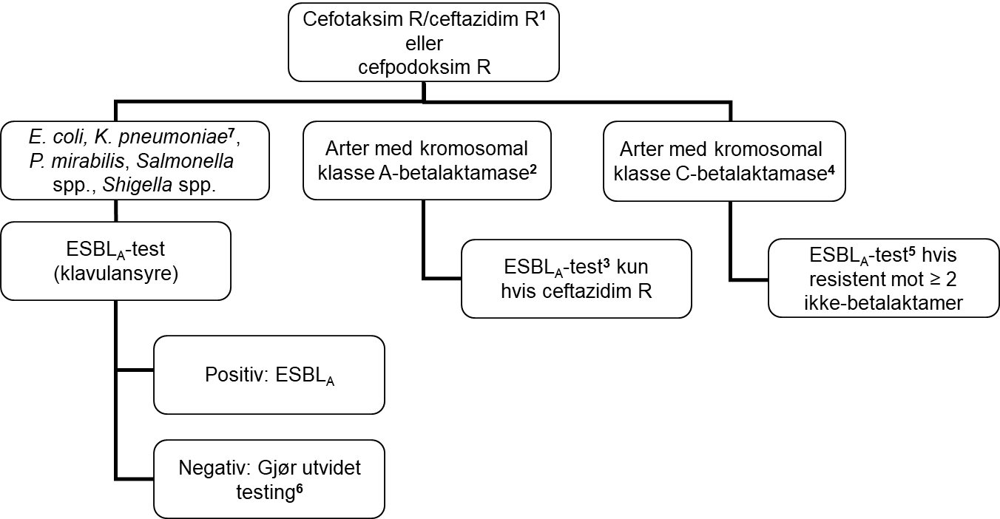 Cefotaksim R/ceftazidim R¹
eller
cefpodoksim R
E. coli, K. pneumoniae⁷,
P. mirabilis, Salmonella
spp., Shigella spp.
Arter med kromosomal
klasse A-betalaktamase²
Arter med kromosomal
klasse C-betalaktamase⁴
ESBLA-test
(klavulansyre)
ESBLA-test³ kun
hvis ceftazidim R
ESBLA-test⁵ hvis
resistent mot ≥ 2
ikke-betalaktamer
Positiv: ESBLA
Negativ: Gjør utvidet
testing⁶